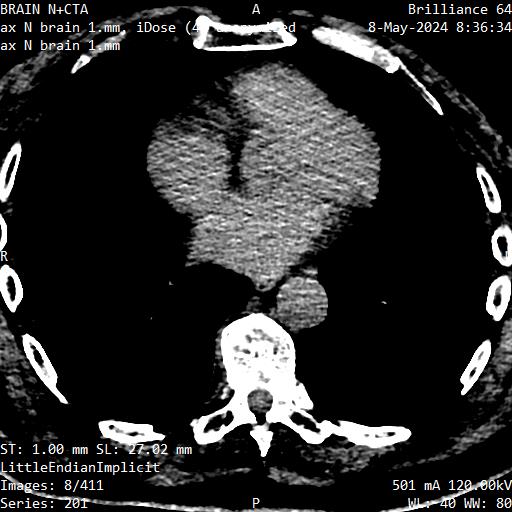 BRAIN N+CTA
A
Brilliance 64
ax N brain 1.mm, iDose (4)
8-May-2024 8:36:34
ax N brain 1.mm
R
ST: 1.00 mm SL: 27.02 mm
LittleEndianImplicit
Images: 8/411
501 mA 120.00kV
Series: 201
P
WL: 40 WW: 80